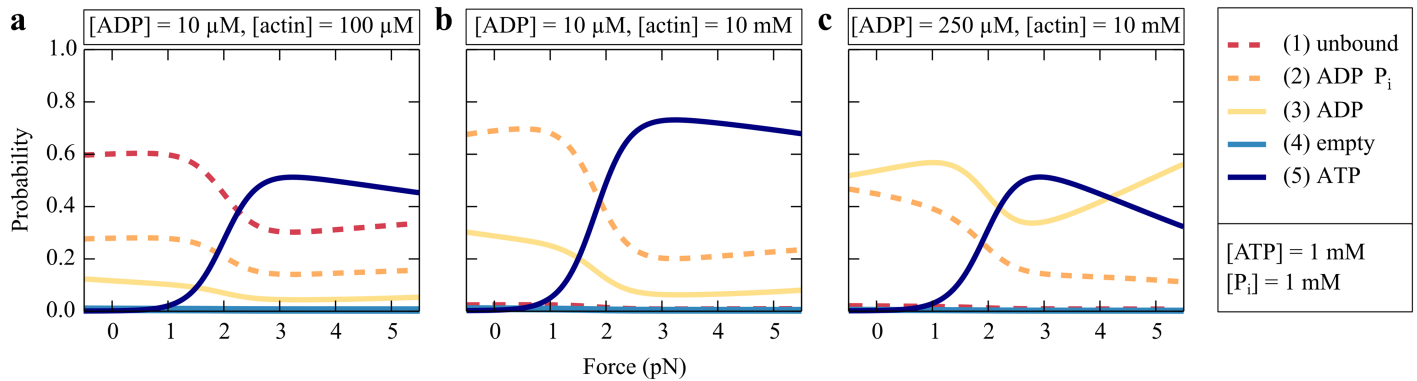 a
[ADP] = 10 µM, [actin] = 100 µM
b
[ADP] = 10 µM, [actin] = 10 mM
c
[ADP] = 250 µM, [actin] = 10 mM
Probability
1.0
0.8
0.6
0.4
0.2
0.0
0 1 2 3 4 5
0 1 2 3 4 5
0 1 2 3 4 5
Force (pN)
(1) unbound
(2) ADP P_i
(3) ADP
(4) empty
(5) ATP
[ATP] = 1 mM
[P_i] = 1 mM